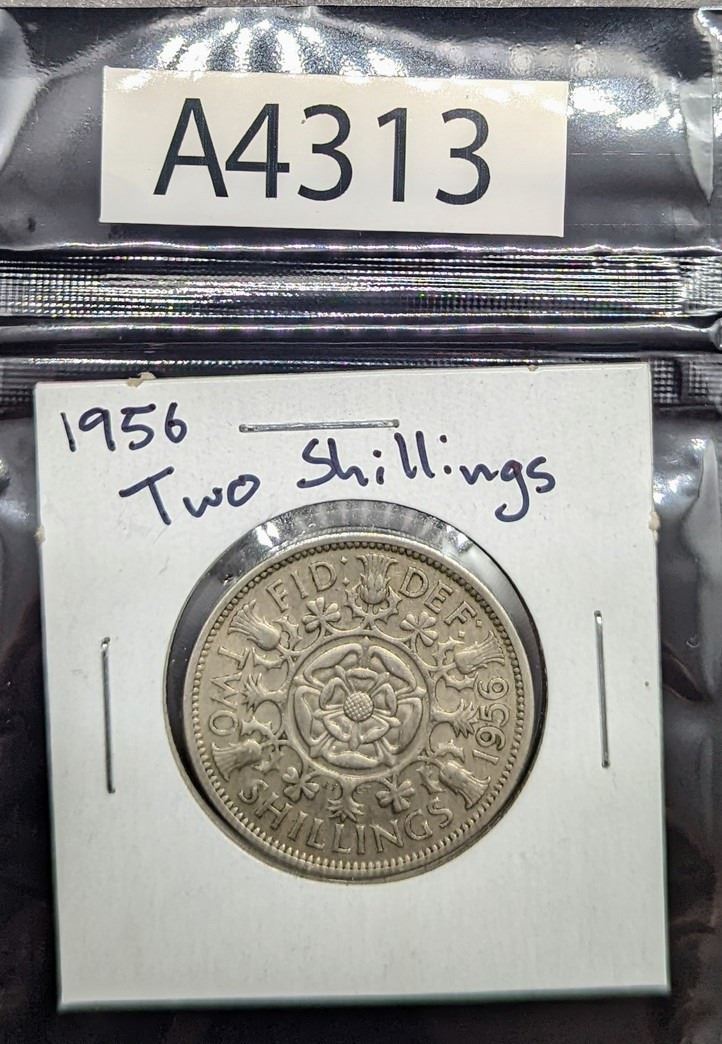 A4313
1956
Two Shillings
FID: DEF:
TWO SHILLINGS 1956